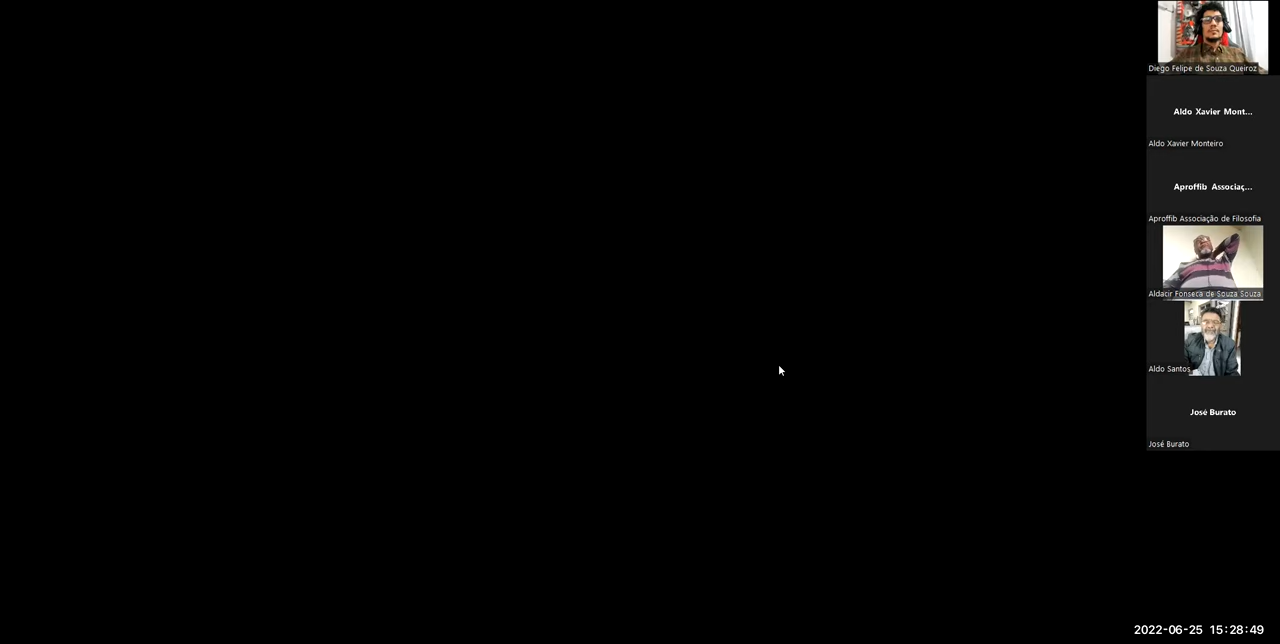 Diego Felipe de Souza Queiroz
Aldo Xavier Mont...
Aldo Xavier Monteiro
Aproffib Associaç...
Aproffib Associação de Filosofia
Aldacir Fonseca de Souza Souza
Aldo Santos
José Burato
José Burato
2022-06-25 15:28:49